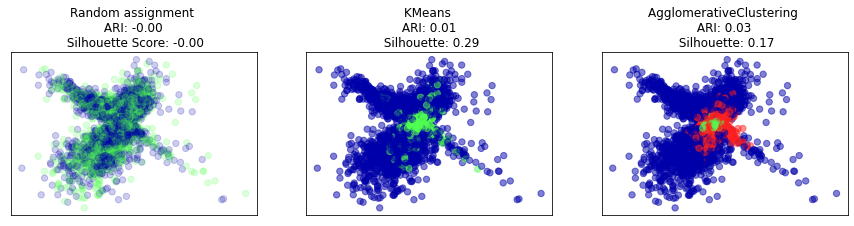 Random assignment
ARI: -0.00
Silhouette Score: -0.00
KMeans
ARI: 0.01
Silhouette: 0.29
AgglomerativeClustering
ARI: 0.03
Silhouette: 0.17